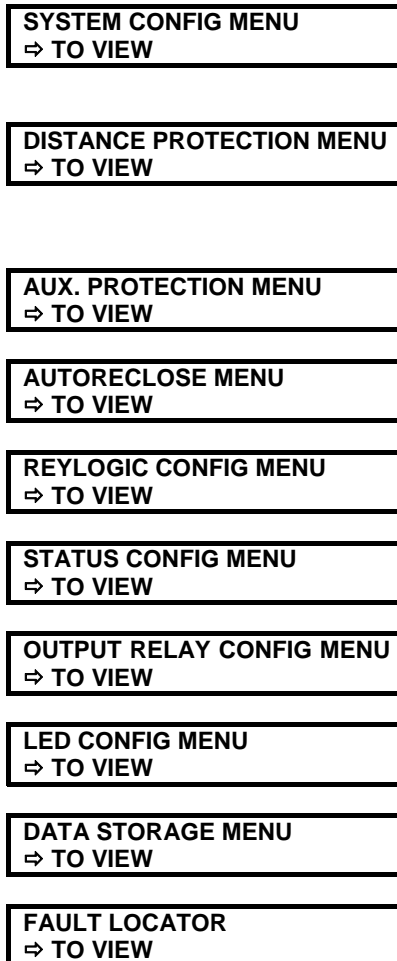 SYSTEM CONFIG MENU
⇨ TO VIEW
DISTANCE PROTECTION MENU
⇨ TO VIEW
AUX. PROTECTION MENU
⇨ TO VIEW
AUTORECLOSE MENU
⇨ TO VIEW
REYLOGIC CONFIG MENU
⇨ TO VIEW
STATUS CONFIG MENU
⇨ TO VIEW
OUTPUT RELAY CONFIG MENU
⇨ TO VIEW
LED CONFIG MENU
⇨ TO VIEW
DATA STORAGE MENU
⇨ TO VIEW
FAULT LOCATOR
⇨ TO VIEW